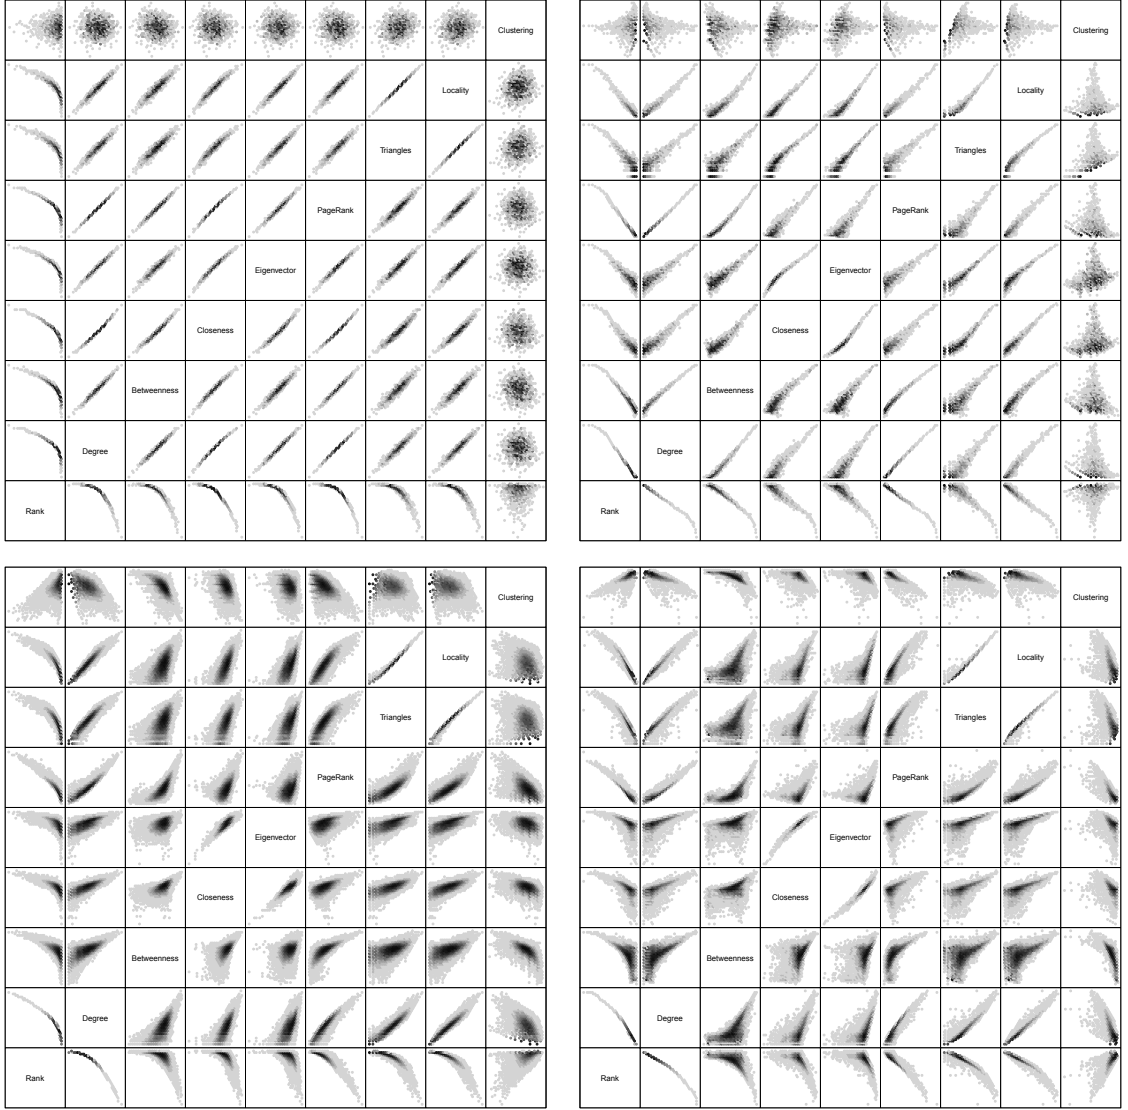 Clustering
Locality
Triangles
PageRank
Eigenvector
Closeness
Betweenness
Degree
Rank
Clustering
Locality
Triangles
PageRank
Eigenvector
Closeness
Betweenness
Degree
Rank
Clustering
Locality
Triangles
PageRank
Eigenvector
Closeness
Betweenness
Degree
Rank
Clustering
Locality
Triangles
PageRank
Eigenvector
Closeness
Betweenness
Degree
Rank